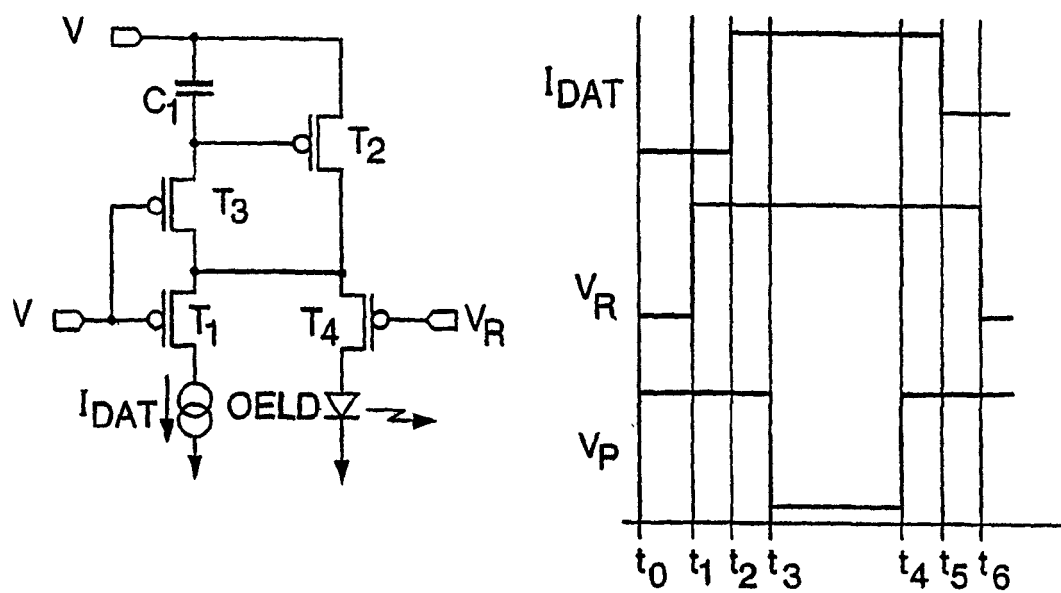 V
C1
T2
T3
V
T1
T4
VR
IDAT
OELD
IDAT
VR
VP
t0 t1 t2 t3 t4 t5 t6